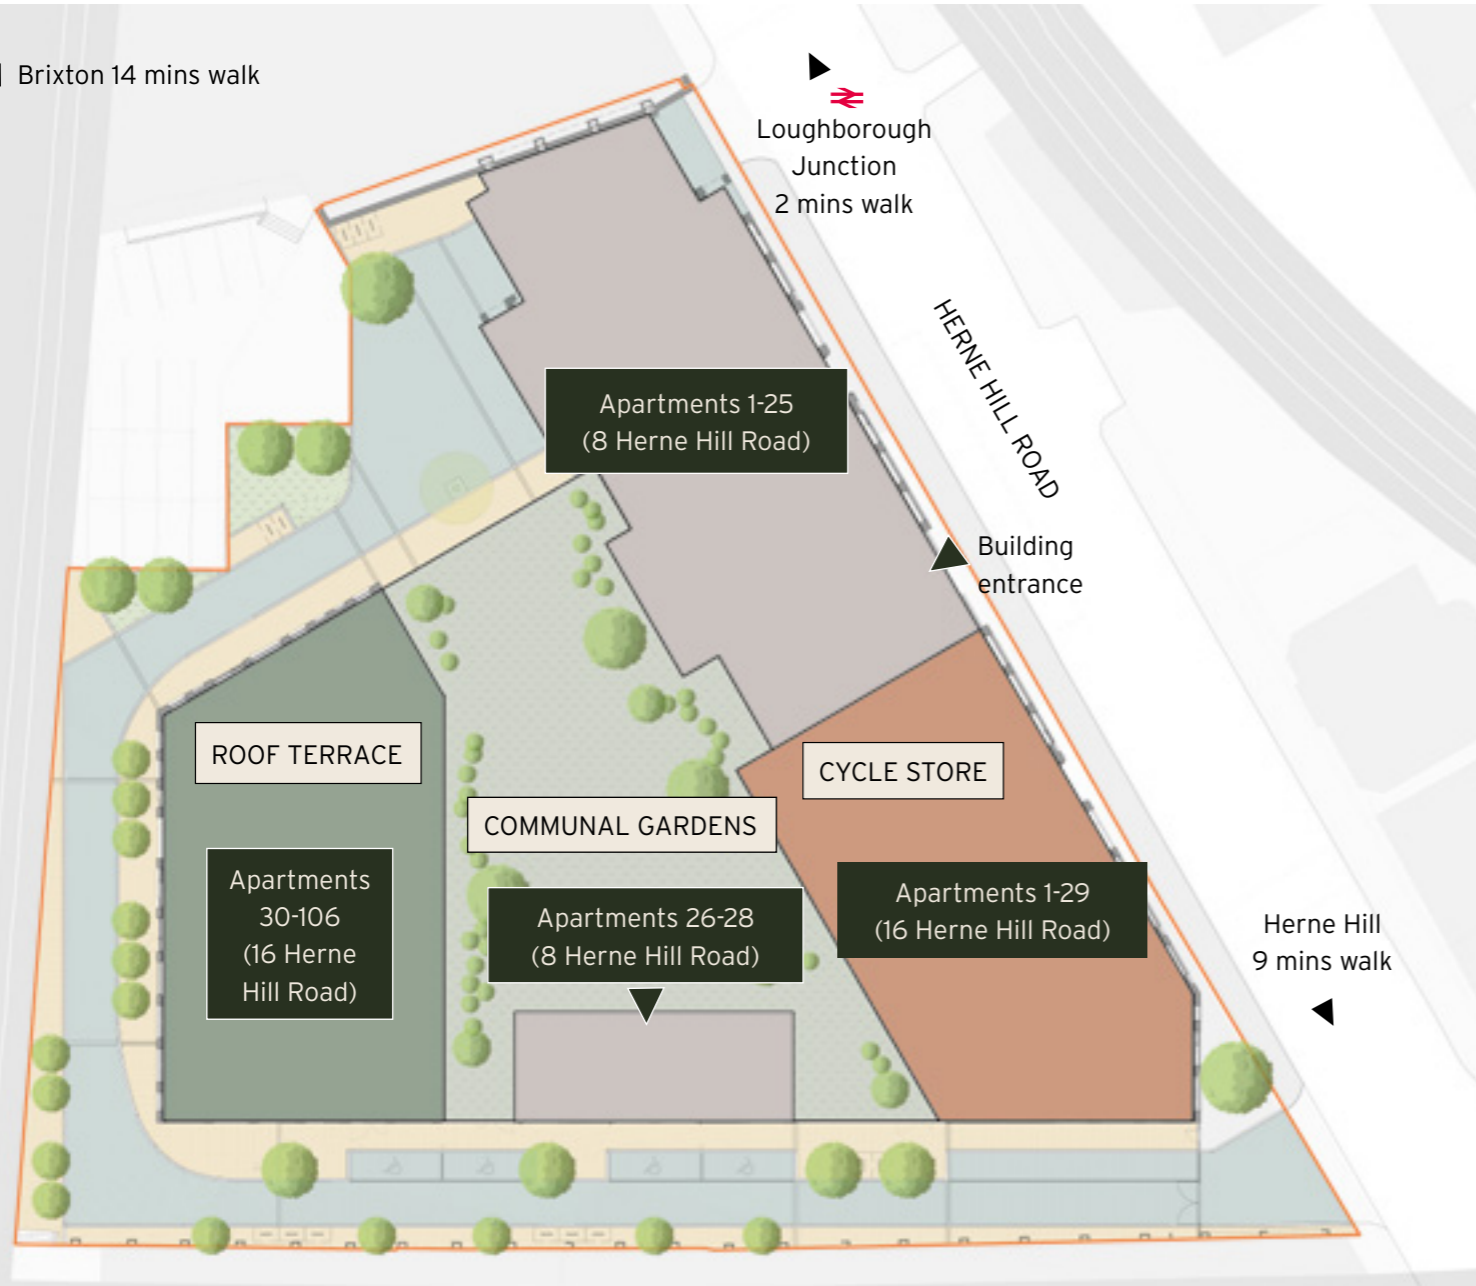 Brixton 14 mins walk
Loughborough
Junction
2 mins walk
HERNE HILL ROAD
Apartments 1-25
(8 Herne Hill Road)
Building
entrance
ROOF TERRACE
CYCLE STORE
COMMUNAL GARDENS
Apartments
30-106
(16 Herne
Hill Road)
Apartments 26-28
(8 Herne Hill Road)
Apartments 1-29
(16 Herne Hill Road)
Herne Hill
9 mins walk